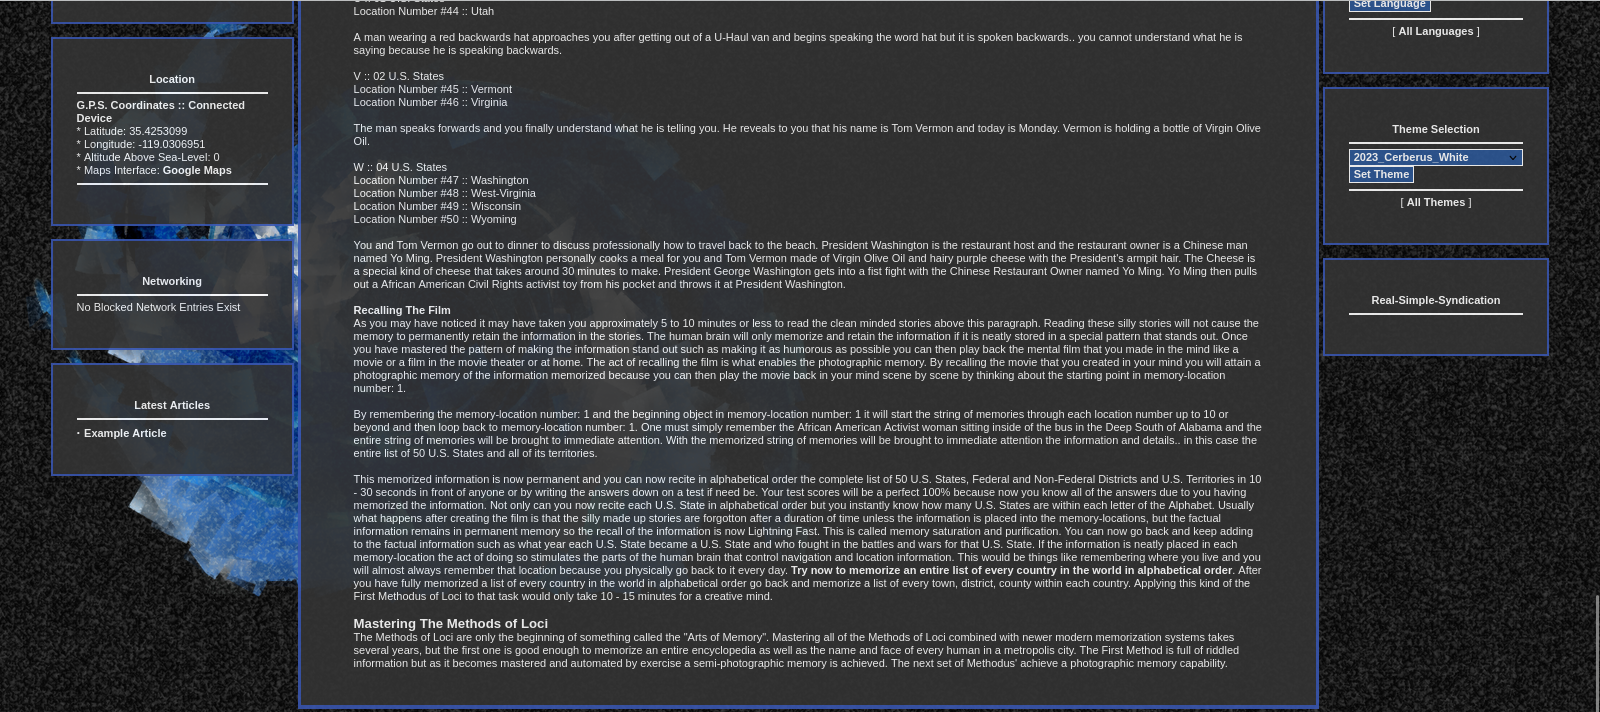 Location
G.P.S. Coordinates :: Connected
Device
* Latitude: 35.4253099
* Longitude: -119.0306951
* Altitude Above Sea-Level: 0
* Maps Interface: Google Maps
Networking
No Blocked Network Entries Exist
Latest Articles
· Example Article
Location Number #44 :: Utah
A man wearing a red backwards hat approaches you after getting out of a U-Haul van and begins speaking the word hat but it is spoken backwards.. you cannot understand what he is
saying because he is speaking backwards.
V :: 02 U.S. States
Location Number #45 :: Vermont
Location Number #46 :: Virginia
The man speaks forwards and you finally understand what he is telling you. He reveals to you that his name is Tom Vermon and today is Monday. Vermon is holding a bottle of Virgin Olive
Oil.
W :: 04 U.S. States
Location Number #47 :: Washington
Location Number #48 :: West-Virginia
Location Number #49 :: Wisconsin
Location Number #50 :: Wyoming
You and Tom Vermon go out to dinner to discuss professionally how to travel back to the beach. President Washington is the restaurant host and the restaurant owner is a Chinese man
named Yo Ming. President Washington personally cooks a meal for you and Tom Vermon made of Virgin Olive Oil and hairy purple cheese with the President's armpit hair. The Cheese is
a special kind of cheese that takes around 30 minutes to make. President George Washington gets into a fist fight with the Chinese Restaurant Owner named Yo Ming. Yo Ming then pulls
out a African American Civil Rights activist toy from his pocket and throws it at President Washington.
Recalling The Film
As you may have noticed it may have taken you approximately 5 to 10 minutes or less to read the clean minded stories above this paragraph. Reading these silly stories will not cause the
memory to permanently retain the information in the stories. The human brain will only memorize and retain the information if it is neatly stored in a special pattern that stands out. Once
you have mastered the pattern of making the information stand out such as making it as humorous as possible you can then play back the mental film that you made in the mind like a
movie or a film in the movie theater or at home. The act of recalling the film is what enables the photographic memory. By recalling the movie that you created in your mind you will attain a
photographic memory of the information memorized because you can then play the movie back in your mind scene by scene by thinking about the starting point in memory-location
number: 1.
By remembering the memory-location number: 1 and the beginning object in memory-location number: 1 it will start the string of memories through each location number up to 10 or
beyond and then loop back to memory-location number: 1. One must simply remember the African American Activist woman sitting inside of the bus in the Deep South of Alabama and the
entire string of memories will be brought to immediate attention. With the memorized string of memories will be brought to immediate attention the information and details.. in this case the
entire list of 50 U.S. States and all of its territories.
This memorized information is now permanent and you can now recite in alphabetical order the complete list of 50 U.S. States, Federal and Non-Federal Districts and U.S. Territories in 10
- 30 seconds in front of anyone or by writing the answers down on a test if need be. Your test scores will be a perfect 100% because now you know all of the answers due to you having
memorized the information. Not only can you now recite each U.S. State in alphabetical order but you instantly know how many U.S. States are within each letter of the Alphabet. Usually
what happens after creating the film is that the silly made up stories are forgotton after a duration of time unless the information is placed into the memory-locations, but the factual
information remains in permanent memory so the recall of the information is now Lightning Fast. This is called memory saturation and purification. You can now go back and keep adding
to the factual information such as what year each U.S. State became a U.S. State and who fought in the battles and wars for that U.S. State. If the information is neatly placed in each
memory-location the act of doing so stimulates the parts of the human brain that control navigation and location information. This would be things like remembering where you live and you
will almost always remember that location because you physically go back to it every day. Try now to memorize an entire list of every country in the world in alphabetical order. After
you have fully memorized a list of every country in the world in alphabetical order go back and memorize a list of every town, district, county within each country. Applying this kind of the
First Methodus of Loci to that task would only take 10 - 15 minutes for a creative mind.
Mastering The Methods of Loci
The Methods of Loci are only the beginning of something called the "Arts of Memory". Mastering all of the Methods of Loci combined with newer modern memorization systems takes
several years, but the first one is good enough to memorize an entire encyclopedia as well as the name and face of every human in a metropolis city. The First Method is full of riddled
information but as it becomes mastered and automated by exercise a semi-photographic memory is achieved. The next set of Methodus' achieve a photographic memory capability.
Set Language
[ All Languages ]
Theme Selection
2023_Cerberus_White
Set Theme
[ All Themes ]
Real-Simple-Syndication